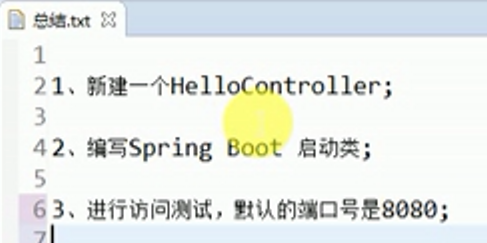 总结.txt
1
2 1、新建一个HelloController;
3
4 2、编写Spring Boot 启动类;
5
6 3、进行访问测试，默认的端口号是8080;
7